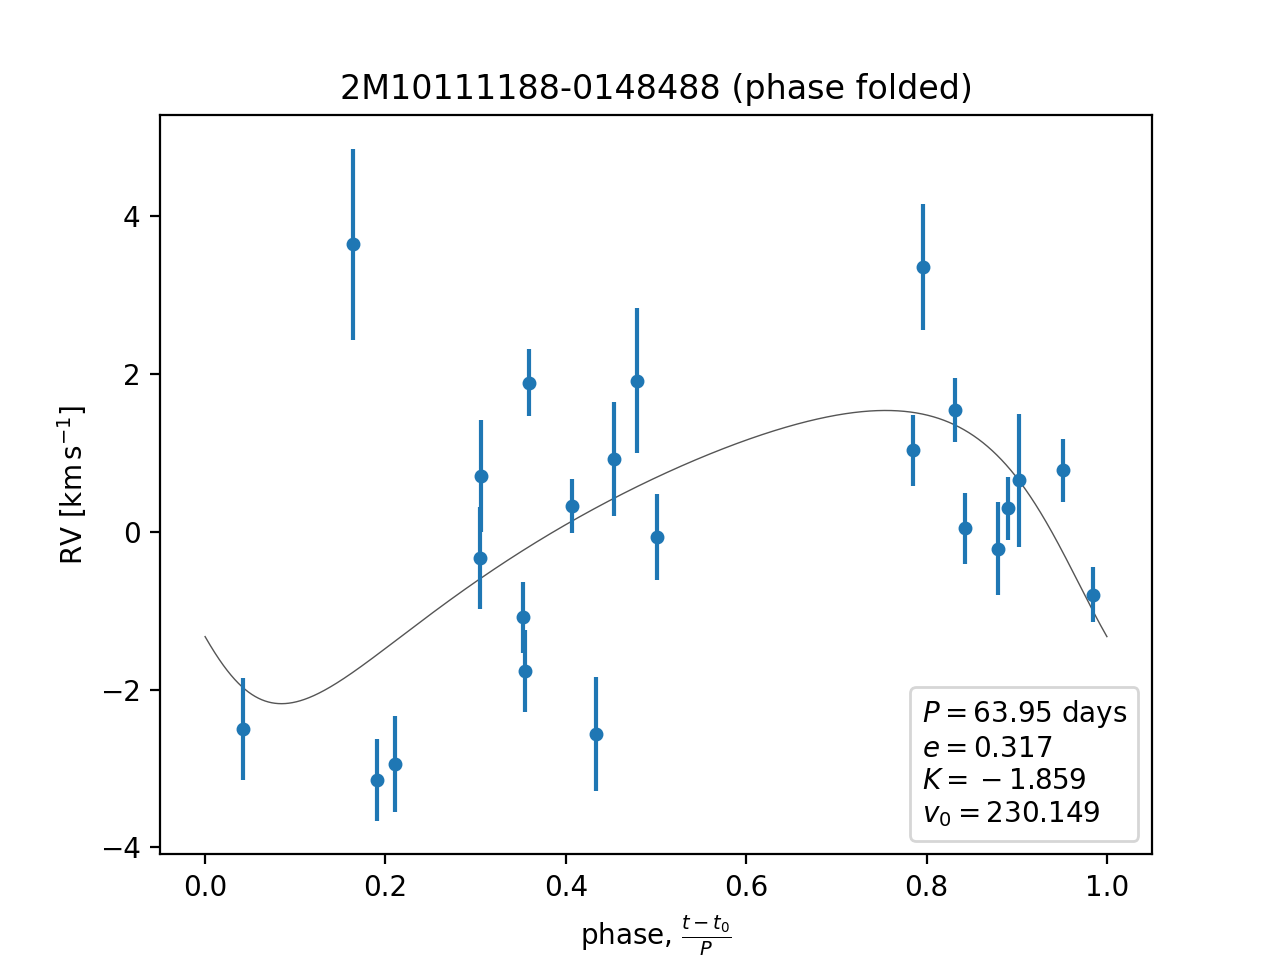 2M10111188-0148488 (phase folded)
RV [km s⁻¹]
4
2
0
−2
−4
P = 63.95 days
e = 0.317
K = −1.859
v₀ = 230.149
0.0 0.2 0.4 0.6 0.8 1.0
phase, (t − t₀)/P